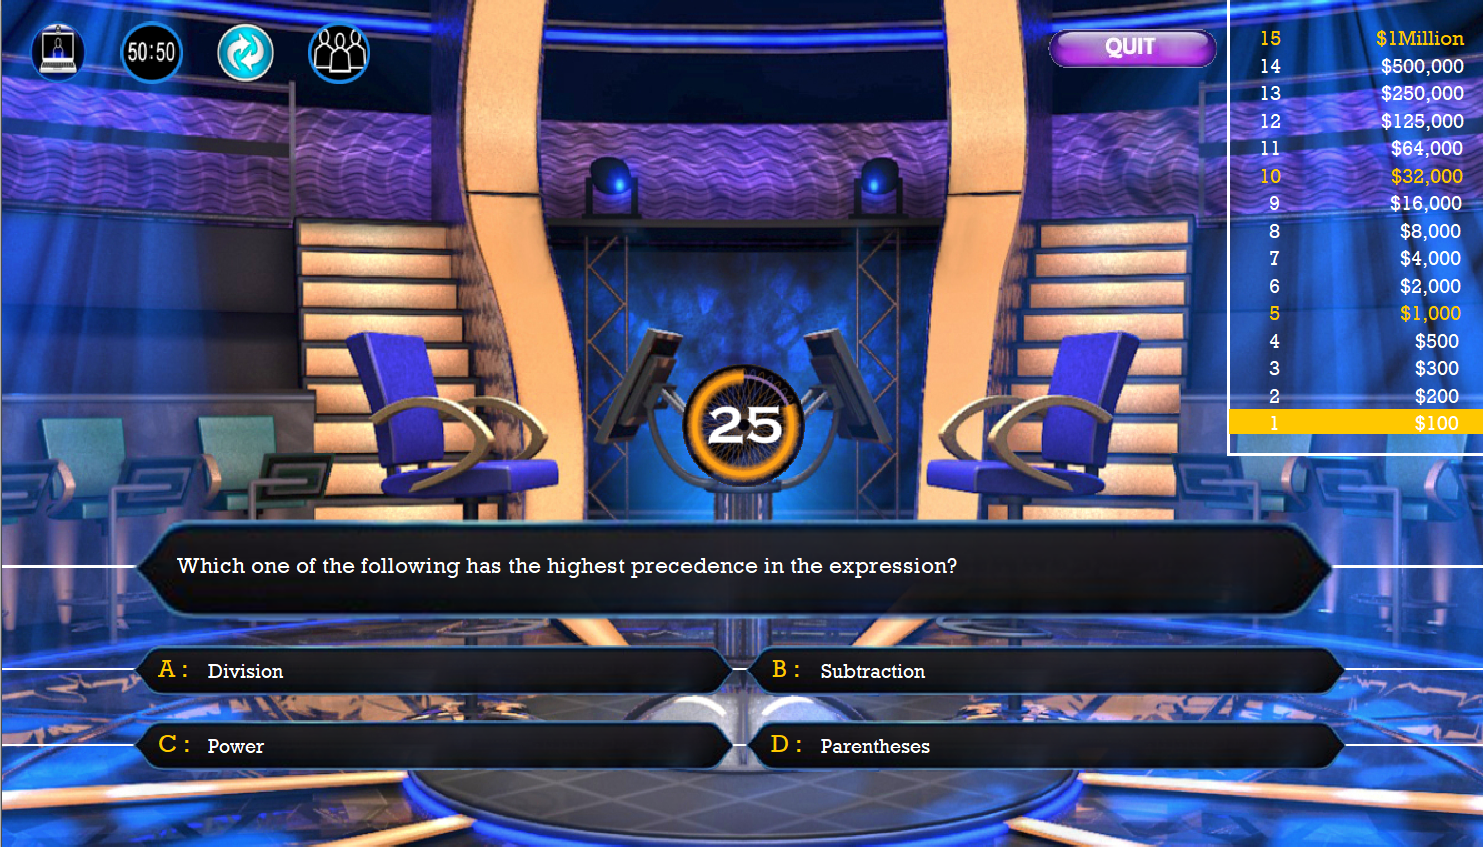 50:50
QUIT
15 $1Million
14 $500,000
13 $250,000
12 $125,000
11 $64,000
10 $32,000
9 $16,000
8 $8,000
7 $4,000
6 $2,000
5 $1,000
4 $500
3 $300
2 $200
1 $100
25
Which one of the following has the highest precedence in the expression?
A : Division
B : Subtraction
C : Power
D : Parentheses